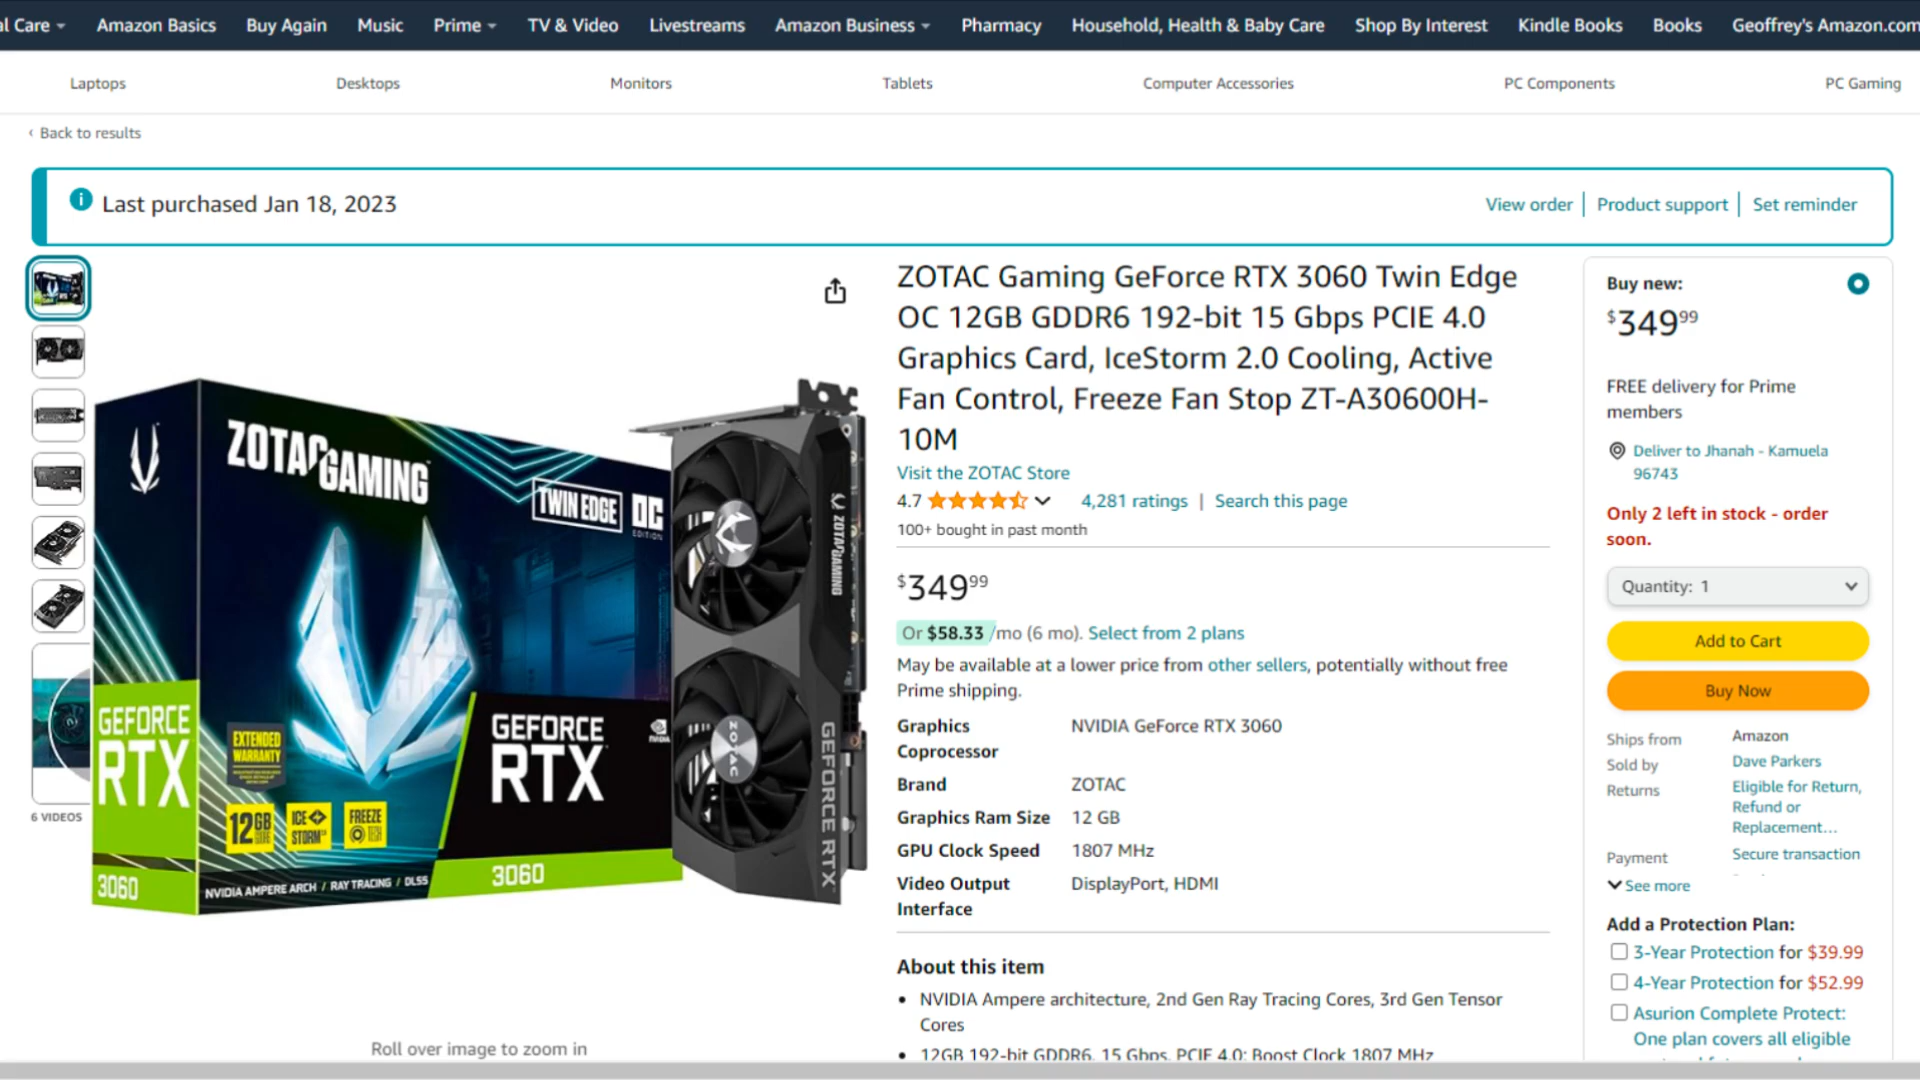 al Care Amazon Basics Buy Again Music Prime TV & Video Livestreams Amazon Business Pharmacy Household, Health & Baby Care Shop By Interest Kindle Books Books Geoffrey's Amazon.com
Laptops Desktops Monitors Tablets Computer Accessories PC Components PC Gaming
‹ Back to results
Last purchased Jan 18, 2023
View order | Product support | Set reminder
ZOTAC GAMING
TWIN EDGE OC
EDITION
GEFORCE
RTX
3060
EXTENDED
WARRANTY
12GB
ICE
STORM
FREEZE
TECH
NVIDIA AMPERE ARCH / RAY TRACING / DLSS
GEFORCE
RTX
NVIDIA
3060
ZOTAC GAMING
ZOTAC
GEFORCE RTX
6 VIDEOS
Roll over image to zoom in
ZOTAC Gaming GeForce RTX 3060 Twin Edge
OC 12GB GDDR6 192-bit 15 Gbps PCIE 4.0
Graphics Card, IceStorm 2.0 Cooling, Active
Fan Control, Freeze Fan Stop ZT-A30600H-
10M
Visit the ZOTAC Store
4.7 4,281 ratings | Search this page
100+ bought in past month
$34999
Or $58.33 /mo (6 mo). Select from 2 plans
May be available at a lower price from other sellers, potentially without free
Prime shipping.
Graphics NVIDIA GeForce RTX 3060
Coprocessor
Brand ZOTAC
Graphics Ram Size 12 GB
GPU Clock Speed 1807 MHz
Video Output DisplayPort, HDMI
Interface
About this item
• NVIDIA Ampere architecture, 2nd Gen Ray Tracing Cores, 3rd Gen Tensor
Cores
• 12GB 192-bit GDDR6, 15 Gbps, PCIE 4.0; Boost Clock 1807 MHz
Buy new:
$34999
FREE delivery for Prime
members
Deliver to Jhanah - Kamuela
96743
Only 2 left in stock - order
soon.
Quantity: 1
Add to Cart
Buy Now
Ships from Amazon
Sold by Dave Parkers
Returns Eligible for Return,
Refund or
Replacement…
Payment Secure transaction
See more
Add a Protection Plan:
3-Year Protection for $39.99
4-Year Protection for $52.99
Asurion Complete Protect:
One plan covers all eligible